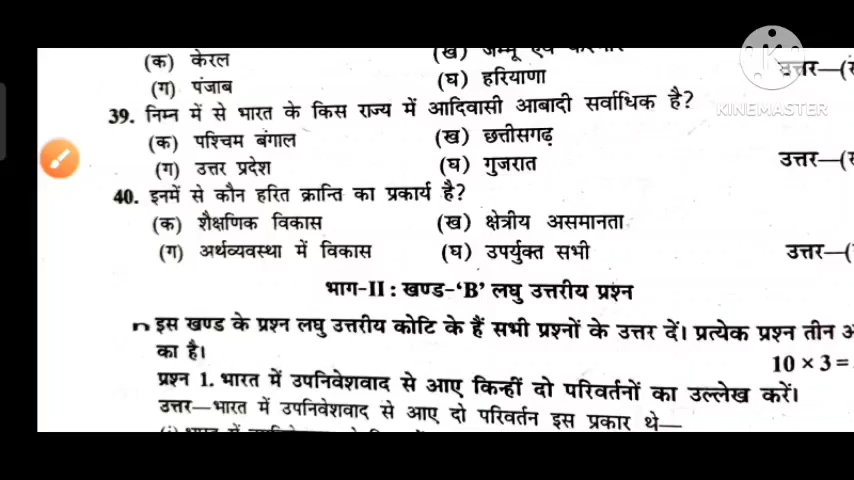 (क) केरल (ख) जम्मू एवं कश्मीर
(ग) पंजाब (घ) हरियाणा उत्तर—(
KINEMASTER
39. निम्न में से भारत के किस राज्य में आदिवासी आबादी सर्वाधिक है?
(क) पश्चिम बंगाल (ख) छत्तीसगढ़
(ग) उत्तर प्रदेश (घ) गुजरात उत्तर—(
40. इनमें से कौन हरित क्रान्ति का प्रकार्य है?
(क) शैक्षणिक विकास (ख) क्षेत्रीय असमानता
(ग) अर्थव्यवस्था में विकास (घ) उपर्युक्त सभी उत्तर—(
भाग-II : खण्ड-‘B’ लघु उत्तरीय प्रश्न
इस खण्ड के प्रश्न लघु उत्तरीय कोटि के हैं सभी प्रश्नों के उत्तर दें। प्रत्येक प्रश्न तीन
का है।
10 × 3 =
प्रश्न 1. भारत में उपनिवेशवाद से आए किन्हीं दो परिवर्तनों का उल्लेख करें।
उत्तर—भारत में उपनिवेशवाद से आए दो परिवर्तन इस प्रकार थे—